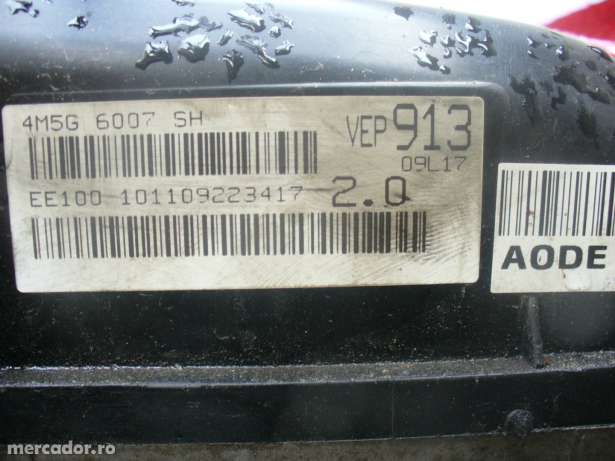 4M5G 6007 SH
VEP 913
09L17
EE100 101109223417 2.0
AODE
mercador.ro